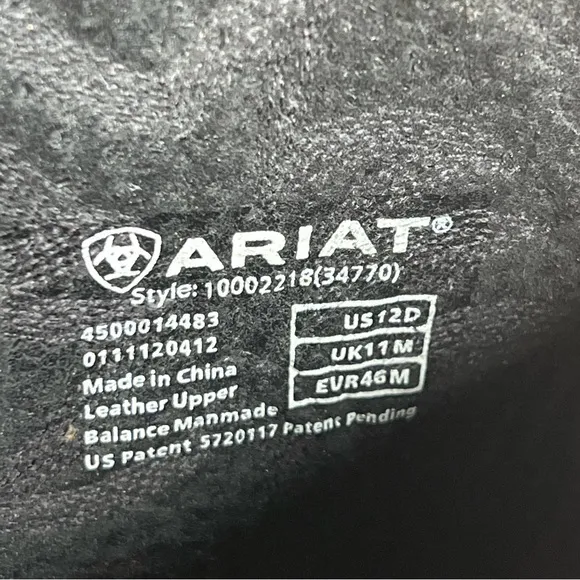 ARIAT®
Style: 10002218(34770)
4500014483
0111120412
Made in China
Leather Upper
Balance Manmade
US Patent 5720117 Patent Pending
US12D
UK11M
EVR46M